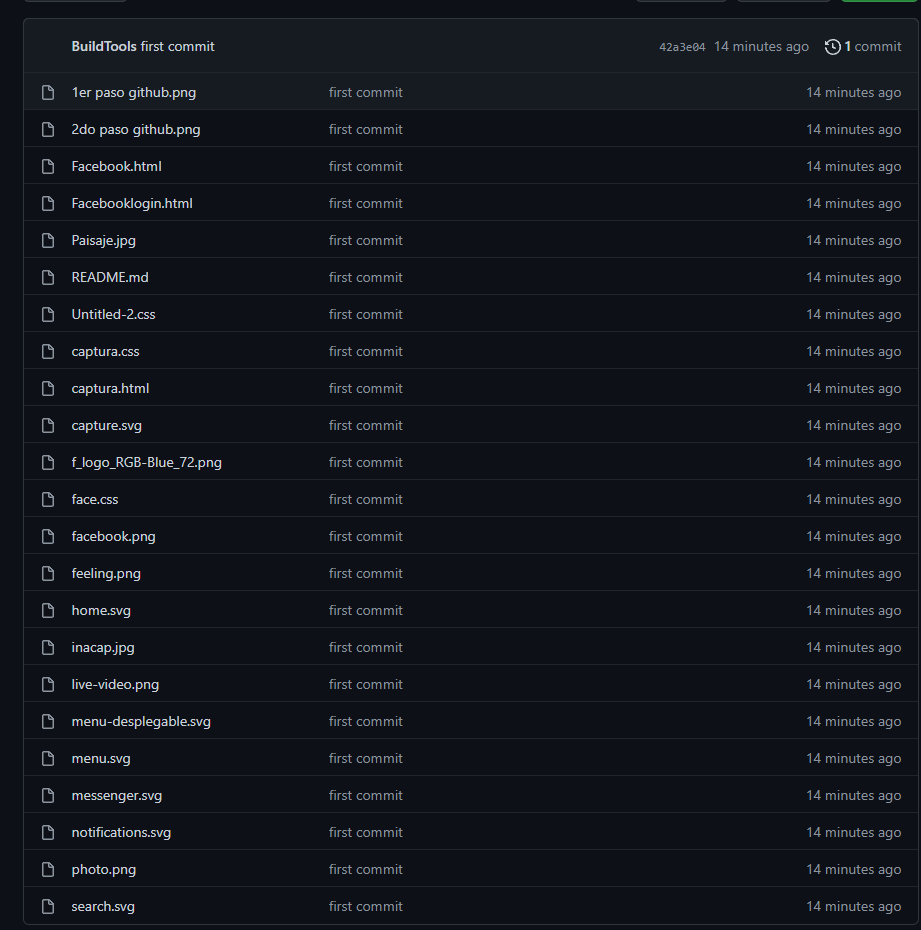 BuildTools first commit 42a3e04 14 minutes ago 1 commit
1er paso github.png first commit 14 minutes ago
2do paso github.png first commit 14 minutes ago
Facebook.html first commit 14 minutes ago
Facebooklogin.html first commit 14 minutes ago
Paisaje.jpg first commit 14 minutes ago
README.md first commit 14 minutes ago
Untitled-2.css first commit 14 minutes ago
captura.css first commit 14 minutes ago
captura.html first commit 14 minutes ago
capture.svg first commit 14 minutes ago
f_logo_RGB-Blue_72.png first commit 14 minutes ago
face.css first commit 14 minutes ago
facebook.png first commit 14 minutes ago
feeling.png first commit 14 minutes ago
home.svg first commit 14 minutes ago
inacap.jpg first commit 14 minutes ago
live-video.png first commit 14 minutes ago
menu-desplegable.svg first commit 14 minutes ago
menu.svg first commit 14 minutes ago
messenger.svg first commit 14 minutes ago
notifications.svg first commit 14 minutes ago
photo.png first commit 14 minutes ago
search.svg first commit 14 minutes ago